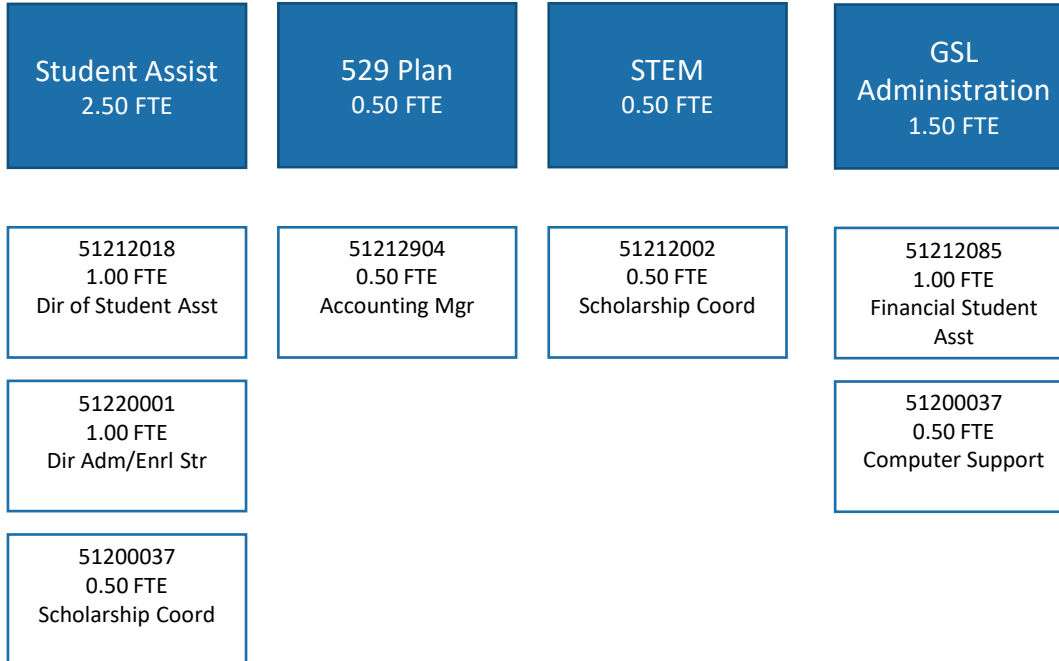 Student Assist
2.50 FTE
529 Plan
0.50 FTE
STEM
0.50 FTE
GSL
Administration
1.50 FTE
51212018
1.00 FTE
Dir of Student Asst
51212904
0.50 FTE
Accounting Mgr
51212002
0.50 FTE
Scholarship Coord
51212085
1.00 FTE
Financial Student
Asst
51220001
1.00 FTE
Dir Adm/Enrl Str
51200037
0.50 FTE
Computer Support
51200037
0.50 FTE
Scholarship Coord